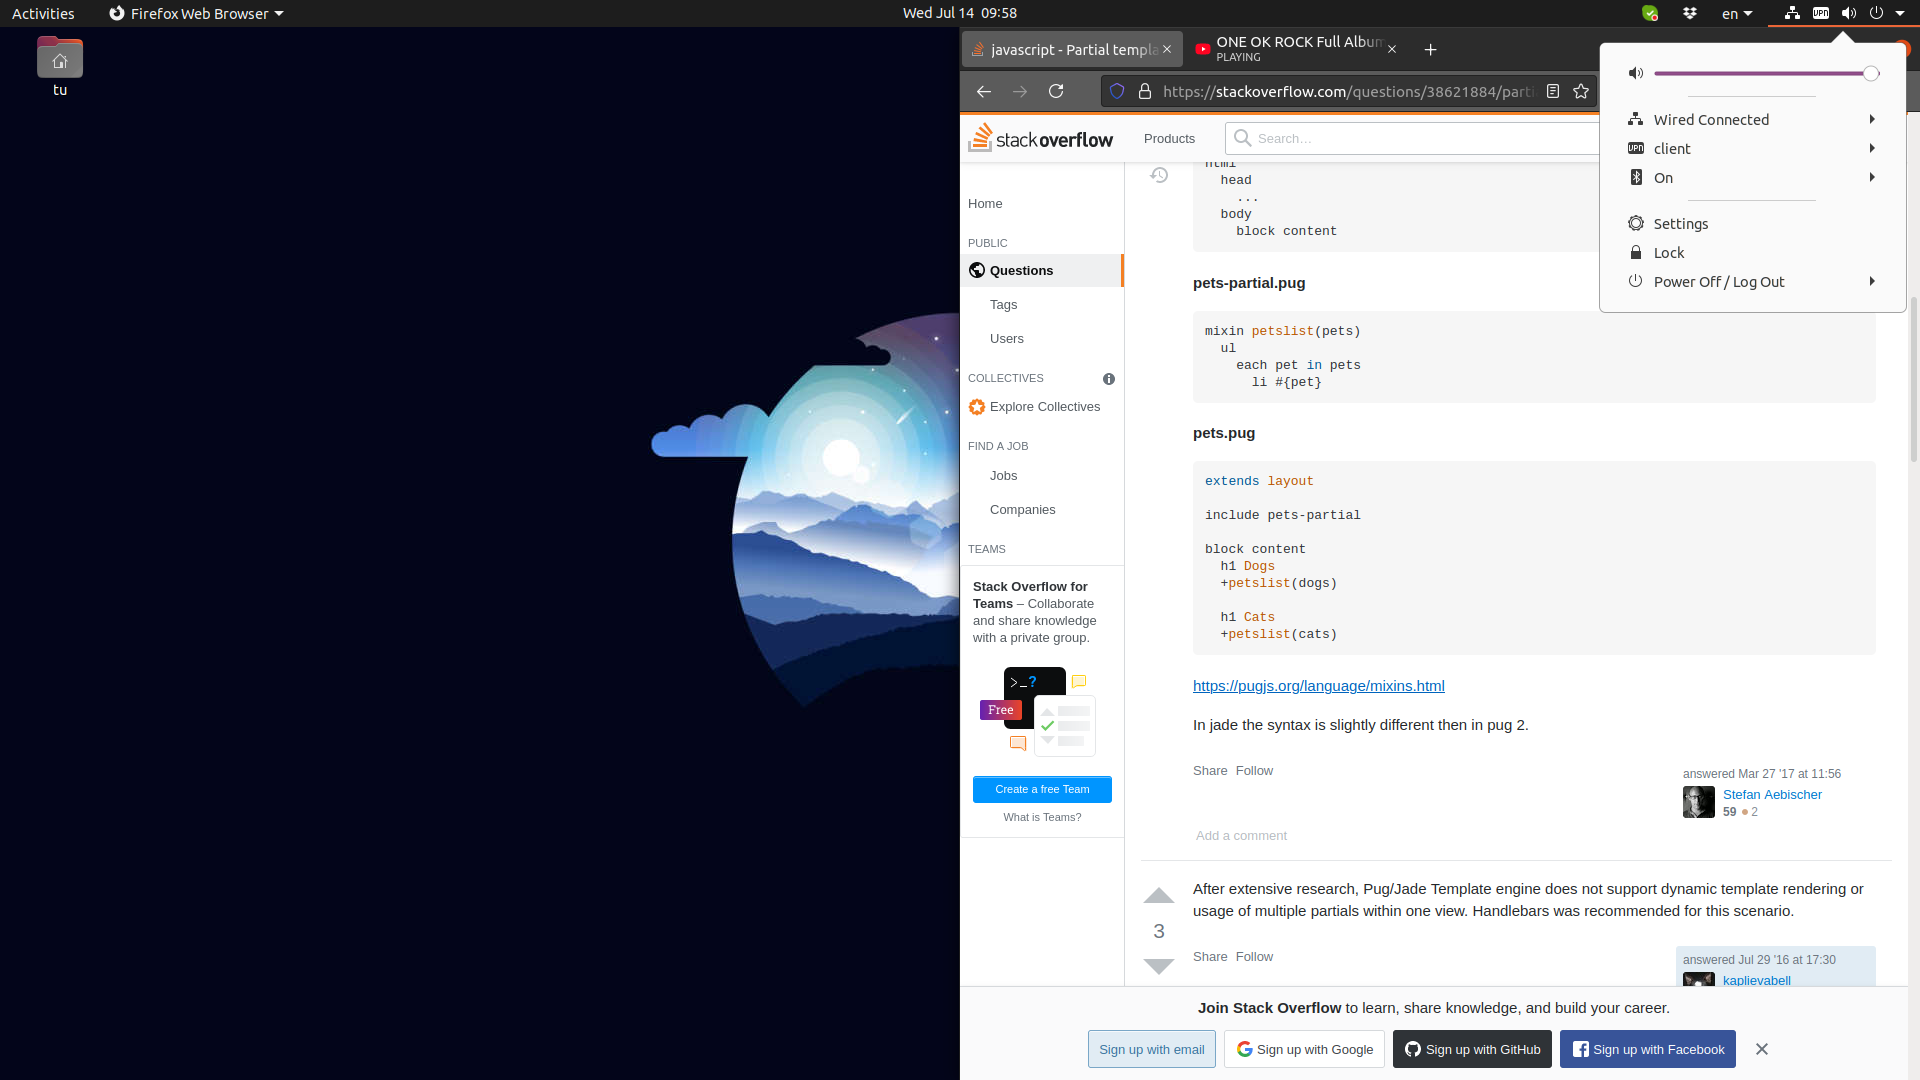 Activities
Firefox Web Browser
Wed Jul 14 09:58
en
VPN
tu
javascript - Partial templa
ONE OK ROCK Full Album
PLAYING
https://stackoverflow.com/questions/38621884/parti
stack overflow
Products
Search…
Wired Connected
VPN client
On
Settings
Lock
Power Off / Log Out
Home
PUBLIC
Questions
Tags
Users
COLLECTIVES
Explore Collectives
FIND A JOB
Jobs
Companies
TEAMS
Stack Overflow for
Teams – Collaborate
and share knowledge
with a private group.
>_?
Free
Create a free Team
What is Teams?
html
head
...
body
block content
pets-partial.pug
mixin petslist(pets)
ul
each pet in pets
li #{pet}
pets.pug
extends layout
include pets-partial
block content
h1 Dogs
+petslist(dogs)
h1 Cats
+petslist(cats)
https://pugjs.org/language/mixins.html
In jade the syntax is slightly different then in pug 2.
Share Follow
answered Mar 27 '17 at 11:56
Stefan Aebischer
59 2
Add a comment
After extensive research, Pug/Jade Template engine does not support dynamic template rendering or
usage of multiple partials within one view. Handlebars was recommended for this scenario.
3
Share Follow
answered Jul 29 '16 at 17:30
kaplievabell
Join Stack Overflow to learn, share knowledge, and build your career.
Sign up with email
Sign up with Google
Sign up with GitHub
Sign up with Facebook